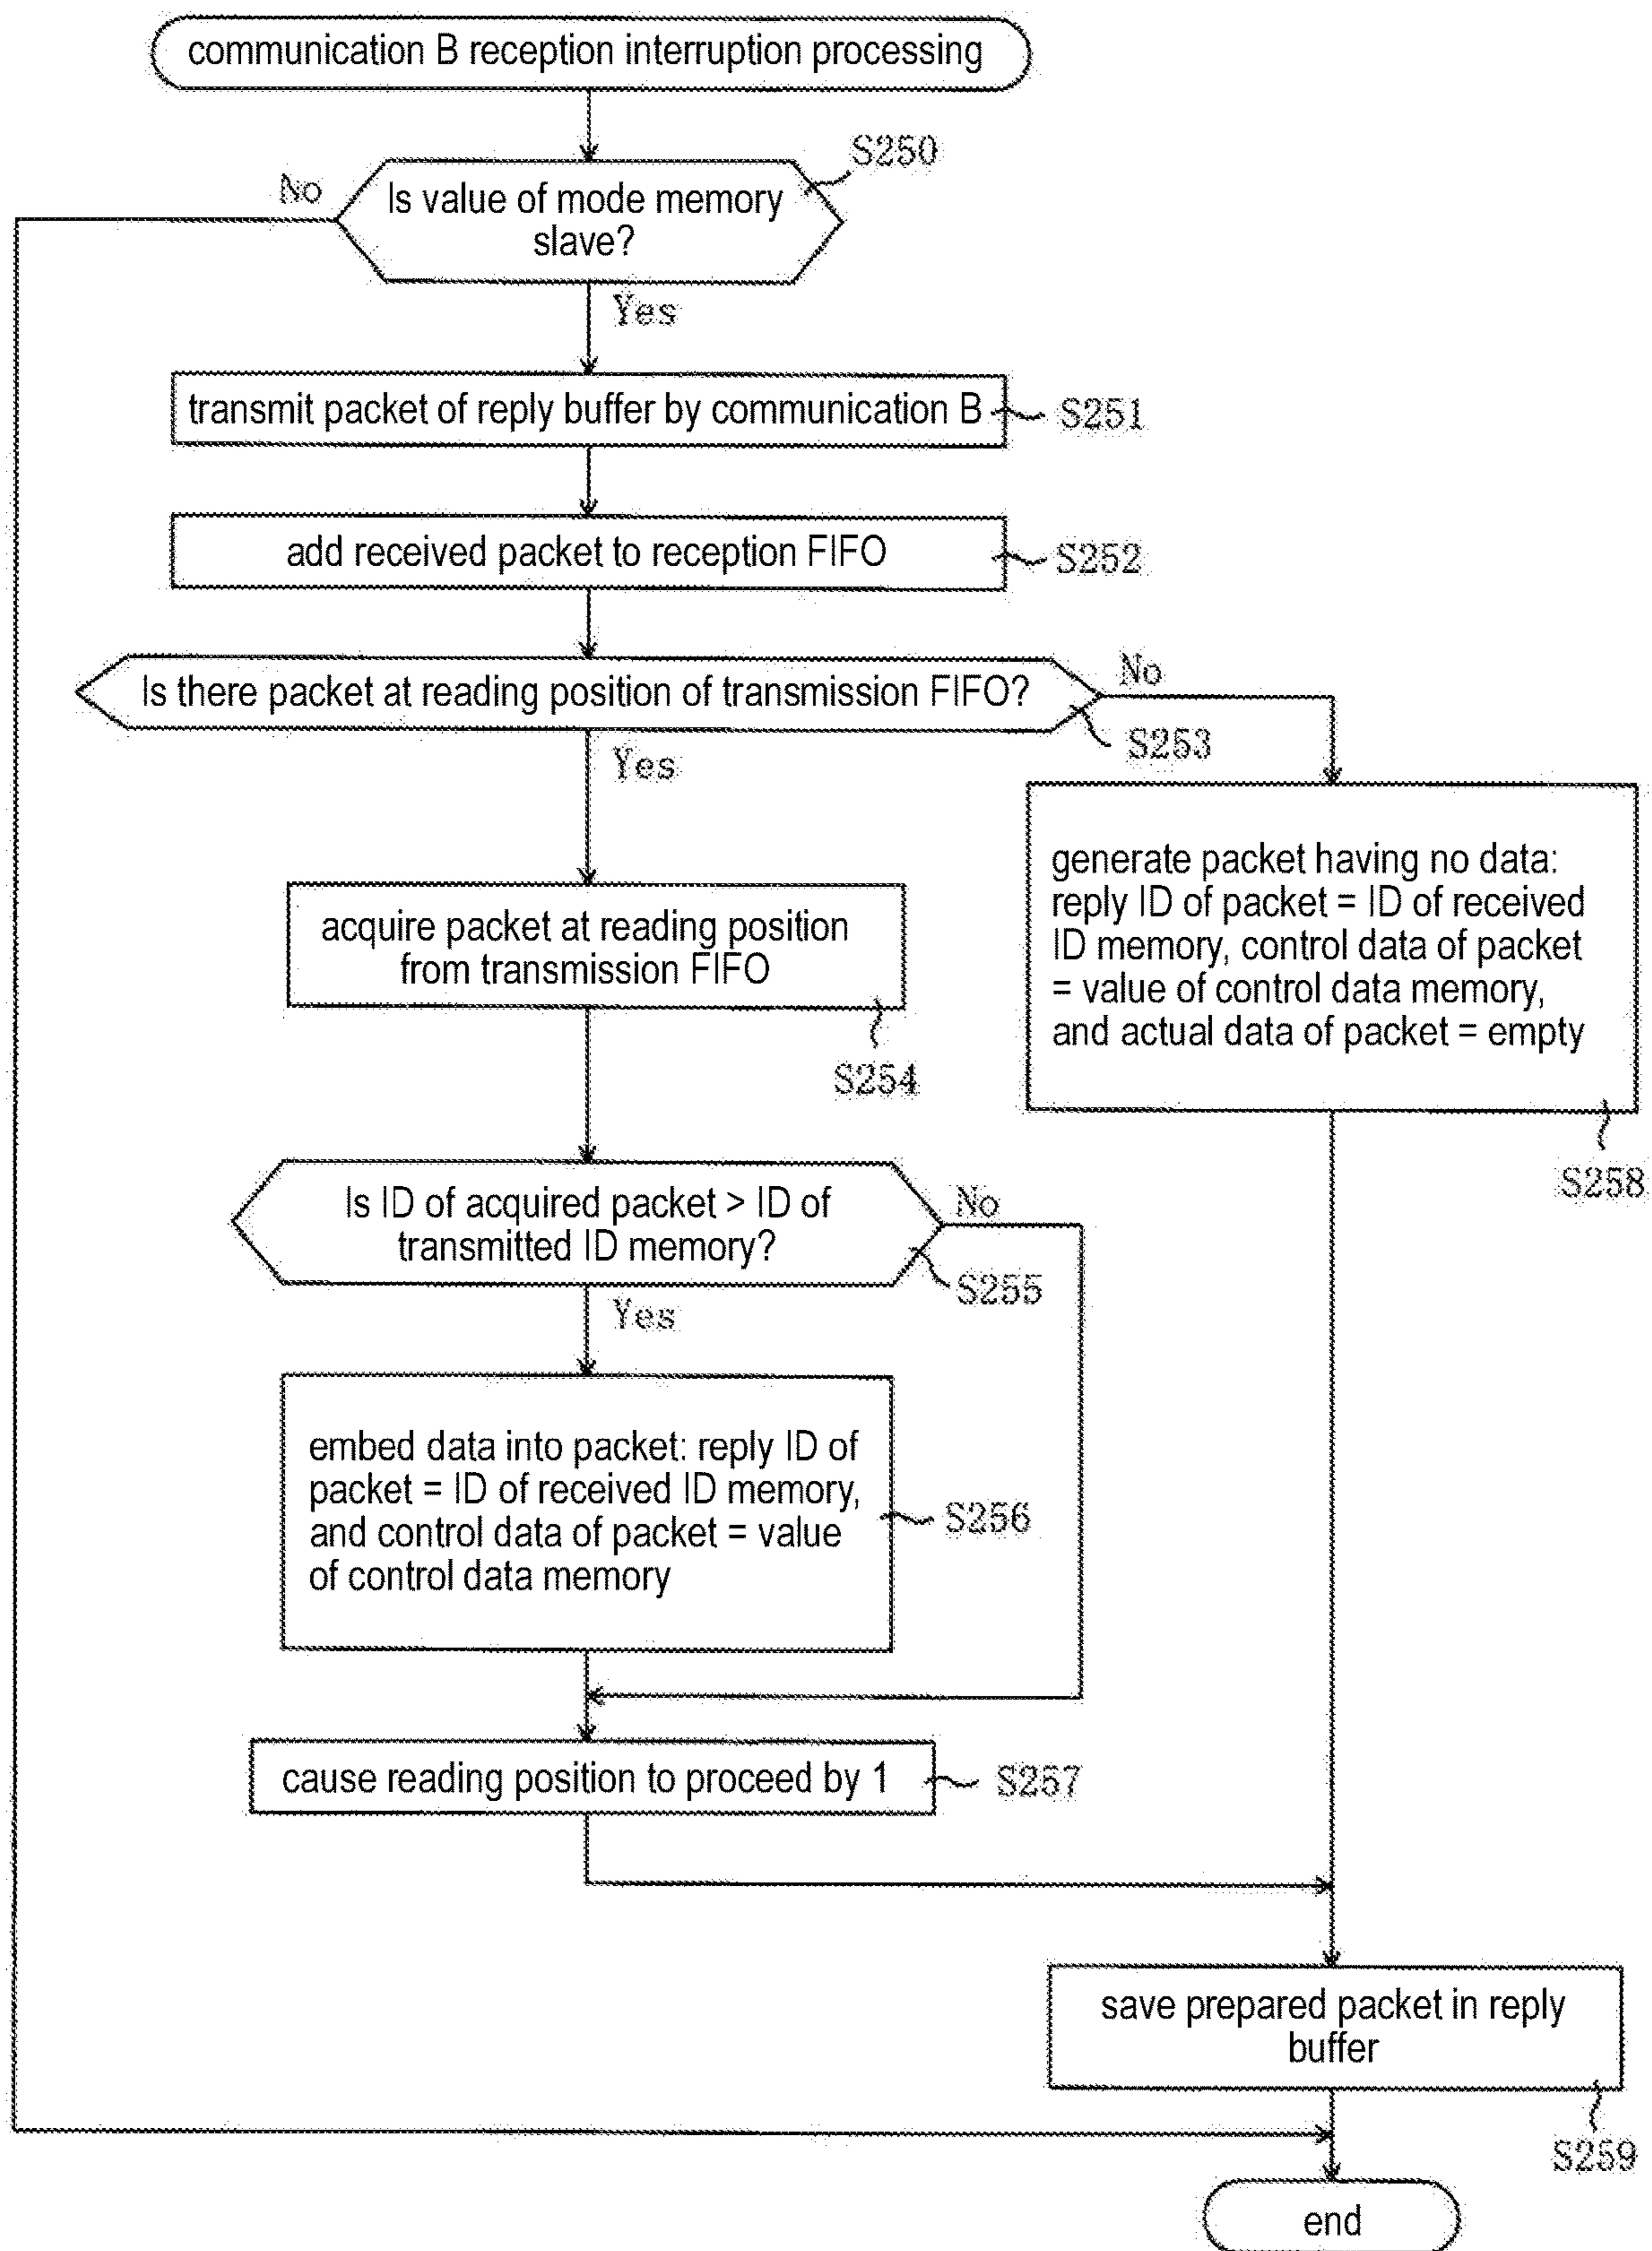 communication B reception interruption processing
S250
No
Is value of mode memory
slave?
Yes
transmit packet of reply buffer by communication B
S251
add received packet to reception FIFO
S252
Is there packet at reading position of transmission FIFO?
No
S253
Yes
generate packet having no data:
reply ID of packet = ID of received
ID memory, control data of packet
= value of control data memory,
and actual data of packet = empty
acquire packet at reading position
from transmission FIFO
S254
S258
Is ID of acquired packet > ID of
transmitted ID memory?
No
S255
Yes
embed data into packet: reply ID of
packet = ID of received ID memory,
and control data of packet = value
of control data memory
S256
cause reading position to proceed by 1
S257
save prepared packet in reply
buffer
S259
end